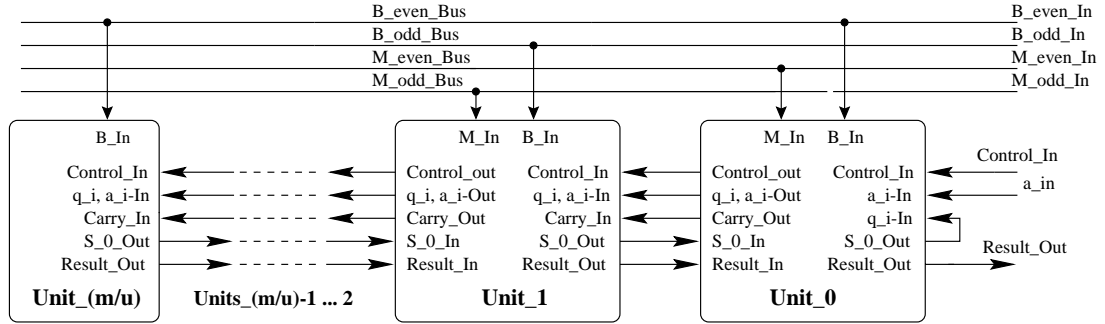 B_even_Bus B_even_In
B_odd_Bus B_odd_In
M_even_Bus M_even_In
M_odd_Bus M_odd_In
B_In M_In B_In M_In B_In
Control_In Control_out Control_In Control_out Control_In Control_In
q_i, a_i-In q_i, a_i-Out q_i, a_i-In q_i, a_i-Out a_i-In a_in
Carry_In Carry_Out Carry_In Carry_Out q_i-In
S_0_Out S_0_In S_0_Out S_0_In S_0_Out
Result_Out Result_In Result_Out Result_In Result_Out Result_Out
Unit_(m/u) Units_(m/u)-1 ... 2 Unit_1 Unit_0